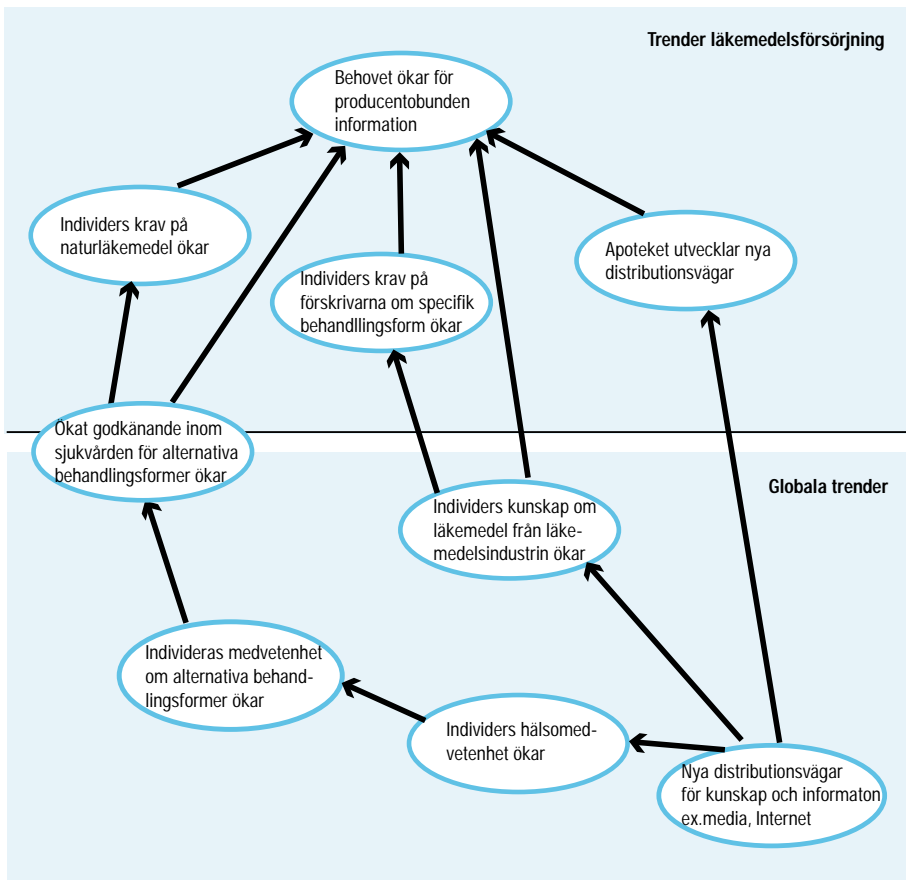 Trender läkemedelsförsörjning
Behovet ökar för
producentobunden
information
Individers krav på
naturläkemedel ökar
Individers krav på
förskrivarna om specifik
behandllingsform ökar
Apoteket utvecklar nya
distributionsvägar
Ökat godkänande inom
sjukvården för alternativa
behandlingsformer ökar
Globala trender
Individers kunskap om
läkemedel från läke-
medelsindustrin ökar
Individeras medvetenhet
om alternativa behand-
lingsformer ökar
Individers hälsomed-
vetenhet ökar
Nya distributionsvägar
för kunskap och informaton
ex.media, Internet